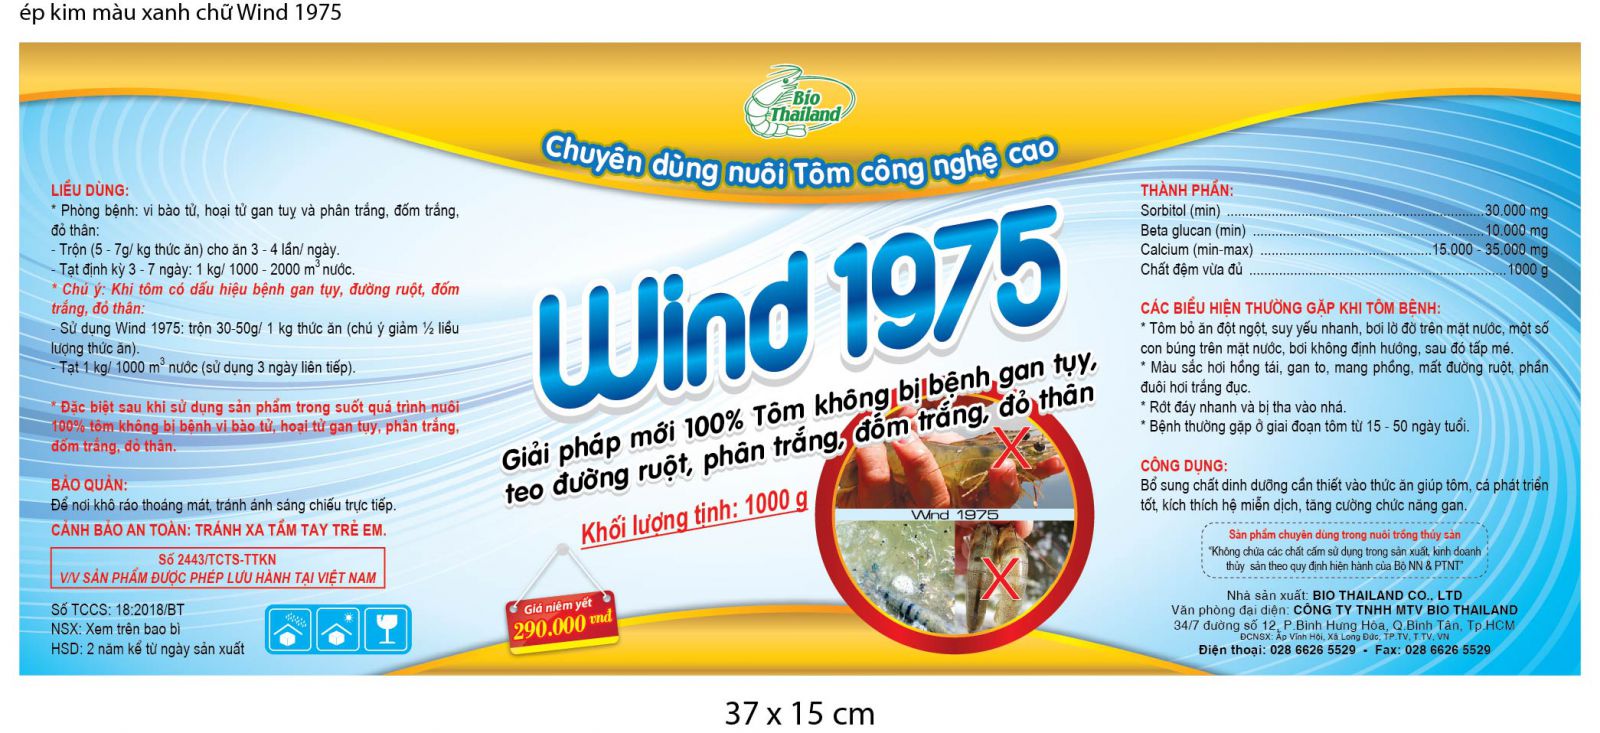 ép kim màu xanh chữ Wind 1975
Bio
Thailand
Chuyên dùng nuôi Tôm công nghệ cao
LIỀU DÙNG:
* Phòng bệnh: vi bào tử, hoại tử gan tuỵ và phân trắng, đốm trắng,
đỏ thân:
- Trộn (5 - 7g/ kg thức ăn) cho ăn 3 - 4 lần/ ngày.
- Tạt định kỳ 3 - 7 ngày: 1 kg/ 1000 - 2000 m³ nước.
* Chú ý: Khi tôm có dấu hiệu bệnh gan tụy, đường ruột, đốm
trắng, đỏ thân:
- Sử dụng Wind 1975: trộn 30-50g/ 1 kg thức ăn (chú ý giảm ½ liều
lượng thức ăn).
- Tạt 1 kg/ 1000 m³ nước (sử dụng 3 ngày liên tiếp).
* Đặc biệt sau khi sử dụng sản phẩm trong suốt quá trình nuôi
100% tôm không bị bệnh vi bào tử, hoại tử gan tụy, phân trắng,
đốm trắng, đỏ thân.
BẢO QUẢN:
Để nơi khô ráo thoáng mát, tránh ánh sáng chiếu trực tiếp.
CẢNH BÁO AN TOÀN: TRÁNH XA TẦM TAY TRẺ EM.
Số 2443/TCTS-TTKN
V/V SẢN PHẨM ĐƯỢC PHÉP LƯU HÀNH TẠI VIỆT NAM
Số TCCS: 18:2018/BT
NSX: Xem trên bao bì
HSD: 2 năm kể từ ngày sản xuất
Wind 1975
Giải pháp mới 100% Tôm không bị bệnh gan tụy,
teo đường ruột, phân trắng, đốm trắng, đỏ thân
Khối lượng tịnh: 1000 g
X
Wind 1975
X
Giá niêm yết
290.000 vnđ
THÀNH PHẦN:
Sorbitol (min) ........ 30.000 mg
Beta glucan (min) ........ 10.000 mg
Calcium (min-max) ........ 15.000 - 35.000 mg
Chất đệm vừa đủ ........ 1000 g
CÁC BIỂU HIỆN THƯỜNG GẶP KHI TÔM BỆNH:
* Tôm bỏ ăn đột ngột, suy yếu nhanh, bơi lờ đờ trên mặt nước, một số
con búng trên mặt nước, bơi không định hướng, sau đó tấp mé.
* Màu sắc hơi hồng tái, gan to, mang phồng, mất đường ruột, phần
đuôi hơi trắng đục.
* Rớt đáy nhanh và bị tha vào nhá.
* Bệnh thường gặp ở giai đoạn tôm từ 15 - 50 ngày tuổi.
CÔNG DỤNG:
Bổ sung chất dinh dưỡng cần thiết vào thức ăn giúp tôm, cá phát triển
tốt, kích thích hệ miễn dịch, tăng cường chức năng gan.
Sản phẩm chuyên dùng trong nuôi trồng thủy sản
"Không chứa các chất cấm sử dụng trong sản xuất, kinh doanh
thủy sản theo quy định hiện hành của Bộ NN & PTNT"
Nhà sản xuất: BIO THAILAND CO., LTD
Văn phòng đại diện: CÔNG TY TNHH MTV BIO THAILAND
34/7 đường số 12, P.Bình Hưng Hòa, Q.Bình Tân, Tp.HCM
ĐCNSX: Ấp Vĩnh Hội, Xã Long Đức, TP.TV, T.TV, VN
Điện thoại: 028 6626 5529 - Fax: 028 6626 5529
37 x 15 cm